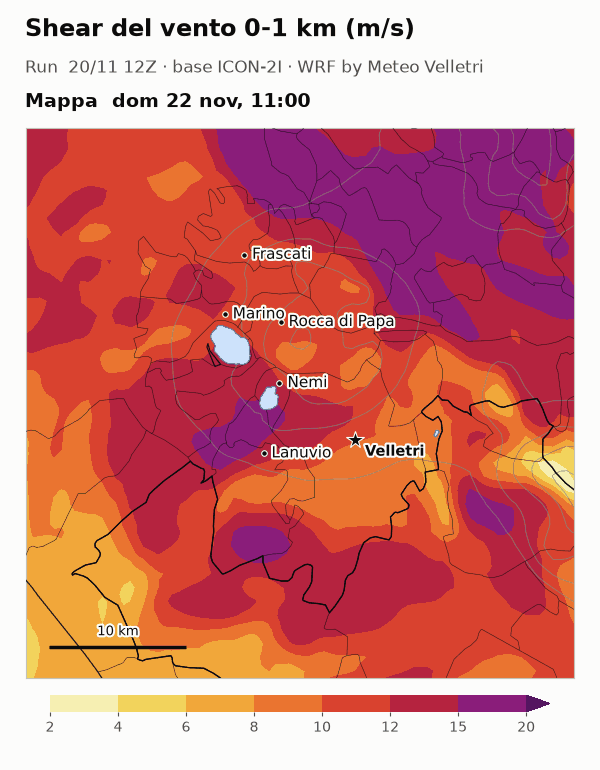 Shear del vento 0-1 km (m/s)
Run  20/11 12Z · base ICON-2I · WRF by Meteo Velletri
Mappa  dom 22 nov, 11:00
Frascati
Marino
Rocca di Papa
Nemi
Lanuvio
Velletri
10 km
2 4 6 8 10 12 15 20